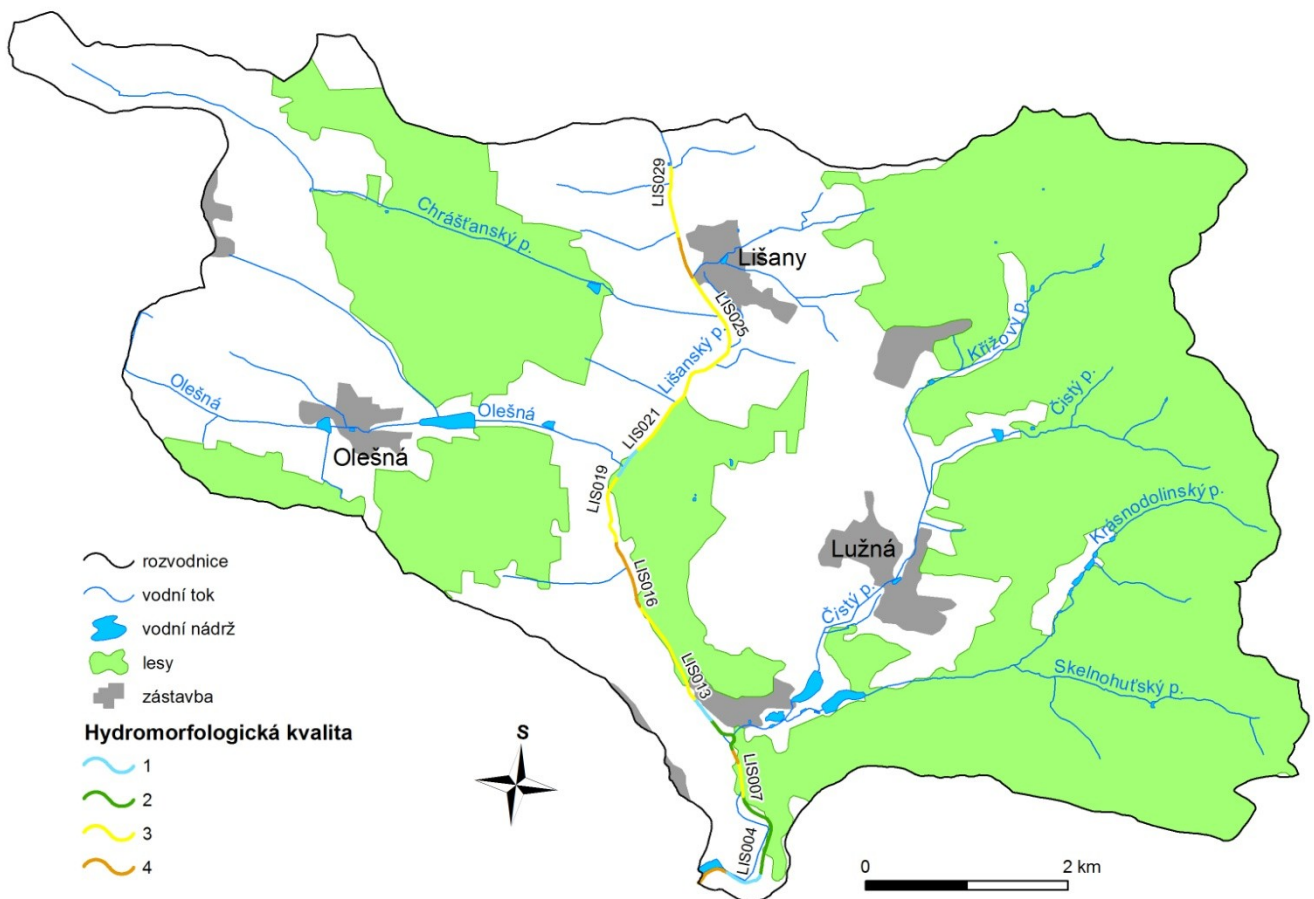 LIS029
Chrášťanský p.
Lišany
LIS025
Křížový p.
Lišanský p.
Čistý p.
Olešná
Olešná
LIS021
Olešná
LIS019
Krásnodolinský p.
Lužná
LIS016
Čistý p.
LIS013
Skelnohuťský p.
LIS007
LIS004
rozvodnice
vodní tok
vodní nádrž
lesy
zástavba
Hydromorfologická kvalita
1
2
3
4
S
0 2 km